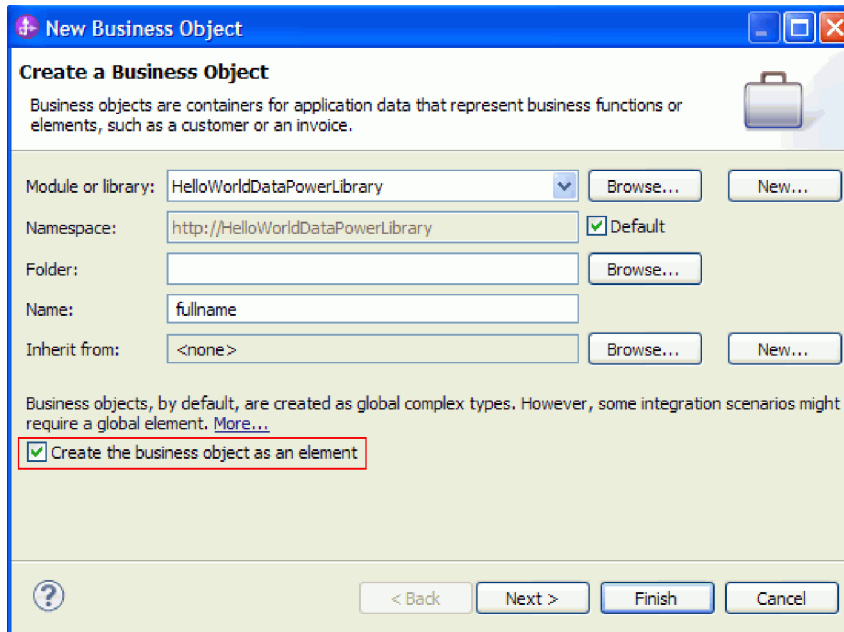 New Business Object
Create a Business Object
Business objects are containers for application data that represent business functions or
elements, such as a customer or an invoice.
Module or library: HelloWorldDataPowerLibrary Browse... New...
Namespace: http://HelloWorldDataPowerLibrary Default
Folder: Browse...
Name: fullname
Inherit from: <none> Browse... New...
Business objects, by default, are created as global complex types. However, some integration scenarios might
require a global element. More...
Create the business object as an element
? < Back Next > Finish Cancel